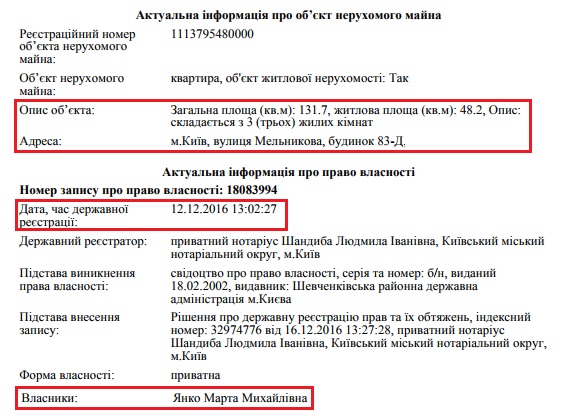 Актуальна інформація про об’єкт нерухомого майна
Реєстраційний номер 1113795480000
об’єкта нерухомого
майна:
Об’єкт нерухомого квартира, об'єкт житлової нерухомості: Так
майна:
Опис об’єкта: Загальна площа (кв.м): 131.7, житлова площа (кв.м): 48.2, Опис:
складається з 3 (трьох) жилих кімнат
Адреса: м.Київ, вулиця Мельникова, будинок 83-Д,
Актуальна інформація про право власності
Номер запису про право власності: 18083994
Дата, час державної 12.12.2016 13:02:27
реєстрації:
Державний реєстратор: приватний нотаріус Шандиба Людмила Іванівна, Київський міський
нотаріальний округ, м.Київ
Підстава виникнення свідоцтво про право власності, серія та номер: б/н, виданий
права власності: 18.02.2002, видавник: Шевченківська районна державна
адміністрація м.Києва
Підстава внесення Рішення про державну реєстрацію прав та їх обтяжень, індексний
запису: номер: 32974776 від 16.12.2016 13:27:28, приватний нотаріус
Шандиба Людмила Іванівна, Київський міський нотаріальний округ,
м.Київ
Форма власності: приватна
Власники: Янко Марта Михайлівна